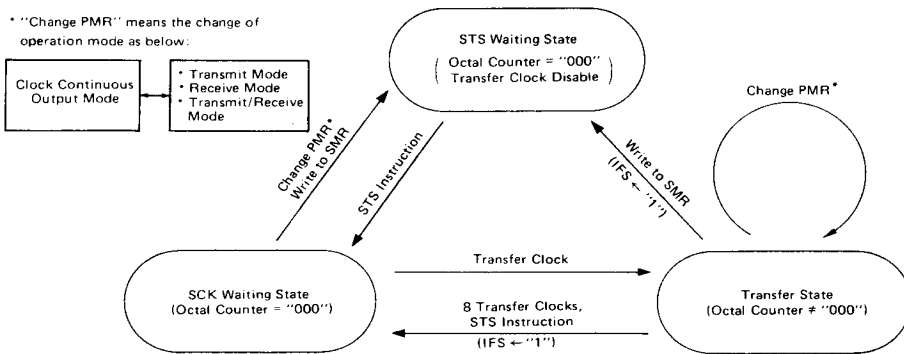 * "Change PMR" means the change of
operation mode as below:
Clock Continuous
Output Mode
* Transmit Mode
* Receive Mode
* Transmit/Receive
Mode
STS Waiting State
(Octal Counter = "000"
Transfer Clock Disable)
Change PMR*
Change PMR*
Write to SMR
STS Instruction
Write to SMR
(IFS ← "1")
SCK Waiting State
(Octal Counter = "000")
Transfer Clock
8 Transfer Clocks,
STS Instruction
(IFS ← "1")
Transfer State
(Octal Counter ≠ "000")